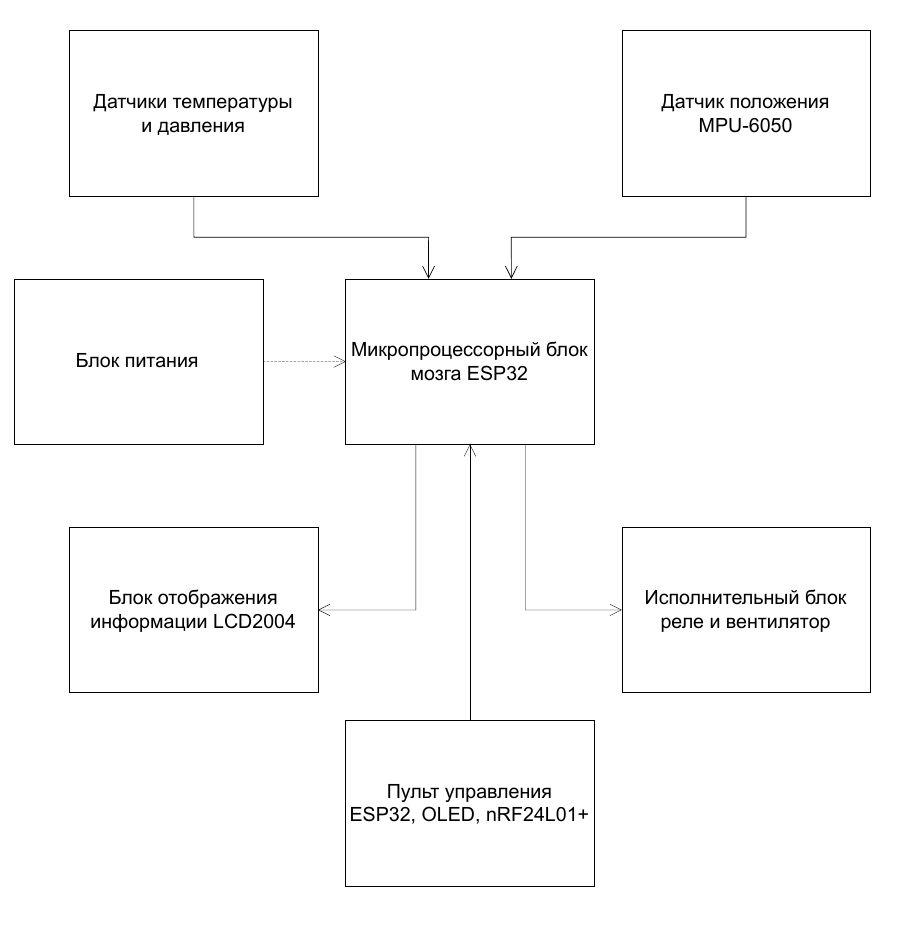 Датчики температуры
и давления
Датчик положения
MPU-6050
Блок питания
Микропроцессорный блок
мозга ESP32
Блок отображения
информации LCD2004
Исполнительный блок
реле и вентилятор
Пульт управления
ESP32, OLED, nRF24L01+